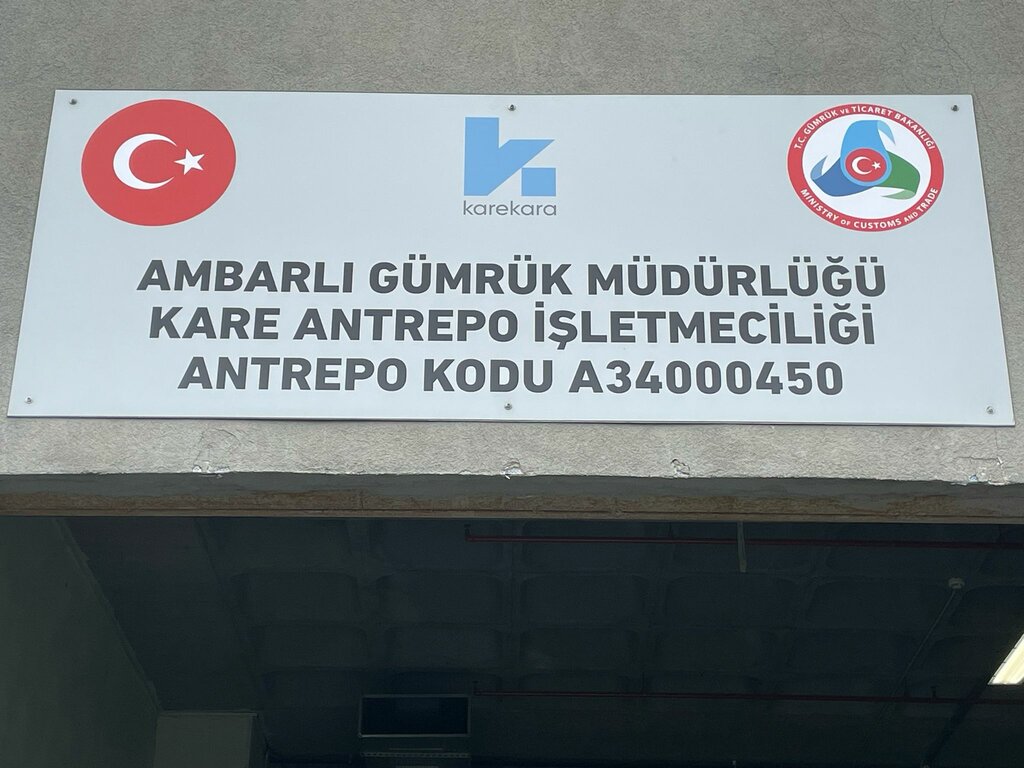 karekara
T.C. GÜMRÜK VE TİCARET BAKANLIĞI
MINISTRY OF CUSTOMS AND TRADE
AMBARLI GÜMRÜK MÜDÜRLÜĞÜ
KARE ANTREPO İŞLETMECİLİĞİ
ANTREPO KODU A34000450